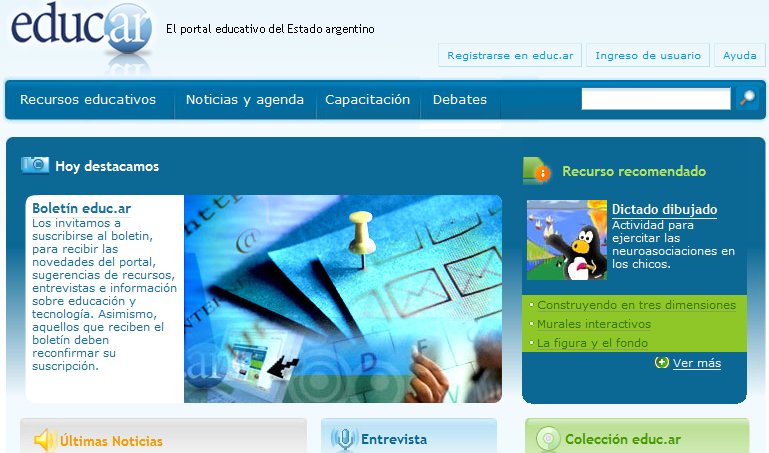 educar
El portal educativo del Estado argentino
Registrarse en educ.ar
Ingreso de usuario
Ayuda
Recursos educativos
Noticias y agenda
Capacitación
Debates
Hoy destacamos
Boletín educ.ar
Los invitamos a
suscribirse al boletin,
para recibir las
novedades del portal,
sugerencias de recursos,
entrevistas e información
sobre educación y
tecnología. Asimismo,
aquellos que reciben el
boletín deben
reconfirmar su
suscripción.
INTERNET
http
@
D
F
ar
Recurso recomendado
Dictado dibujado
Actividad para
ejercitar las
neuroasociaciones en
los chicos.
Construyendo en tres dimensiones
Murales interactivos
La figura y el fondo
Ver más
Últimas Noticias
Entrevista
Colección educ.ar